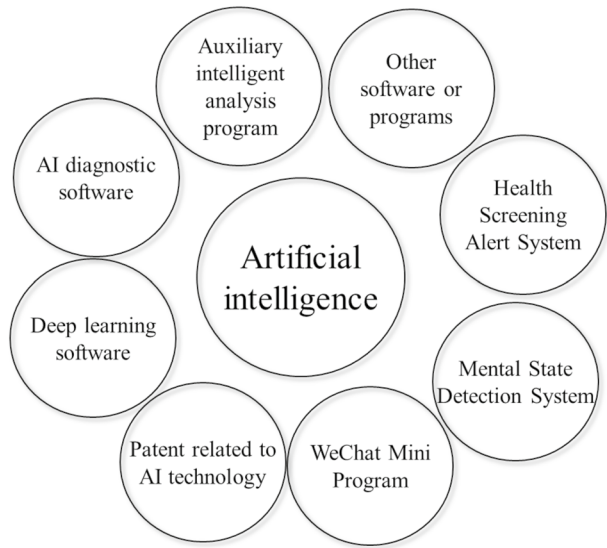 Auxiliary
intelligent
analysis
program
Other
software or
programs
AI diagnostic
software
Health
Screening
Alert System
Artificial
intelligence
Deep learning
software
Mental State
Detection System
Patent related to
AI technology
WeChat Mini
Program